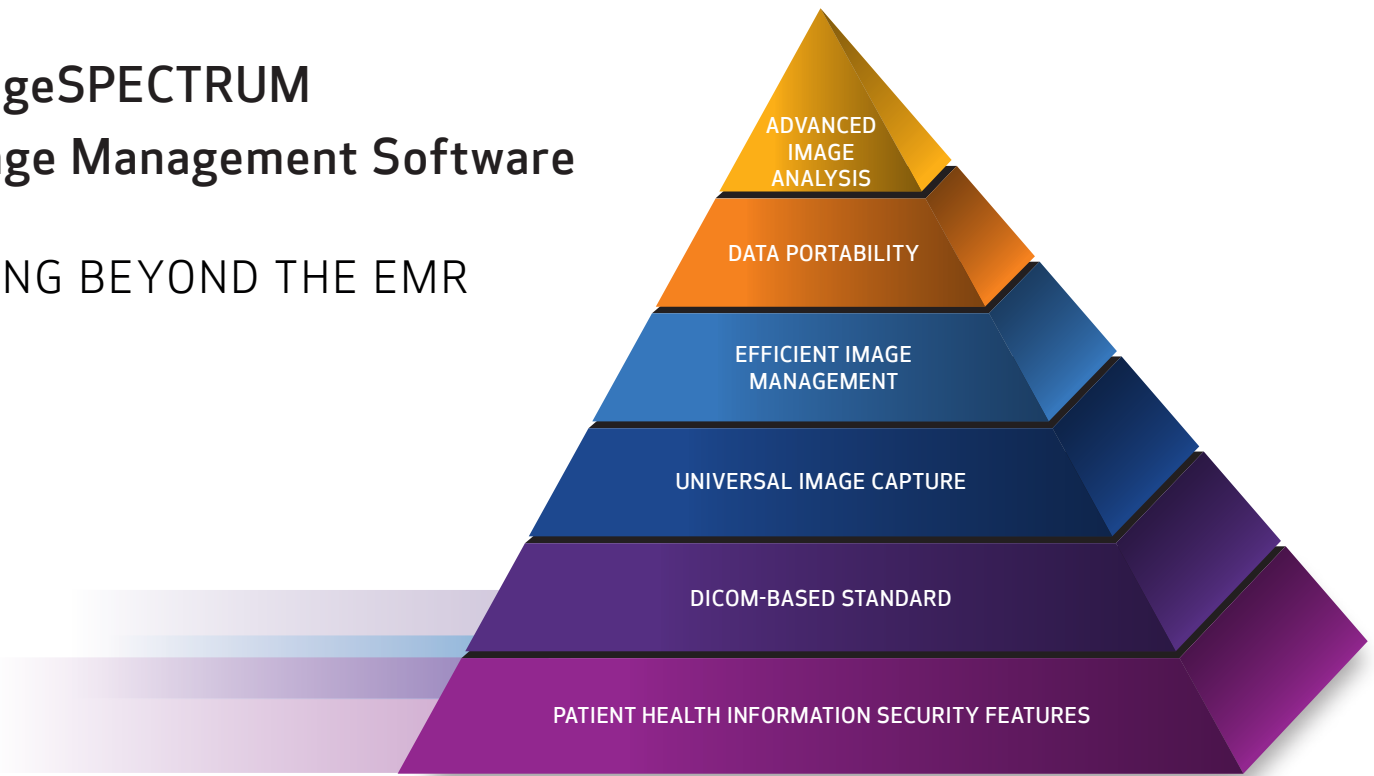 geSPECTRUM
ge Management Software
NG BEYOND THE EMR
ADVANCED
IMAGE
ANALYSIS
DATA PORTABILITY
EFFICIENT IMAGE
MANAGEMENT
UNIVERSAL IMAGE CAPTURE
DICOM-BASED STANDARD
PATIENT HEALTH INFORMATION SECURITY FEATURES